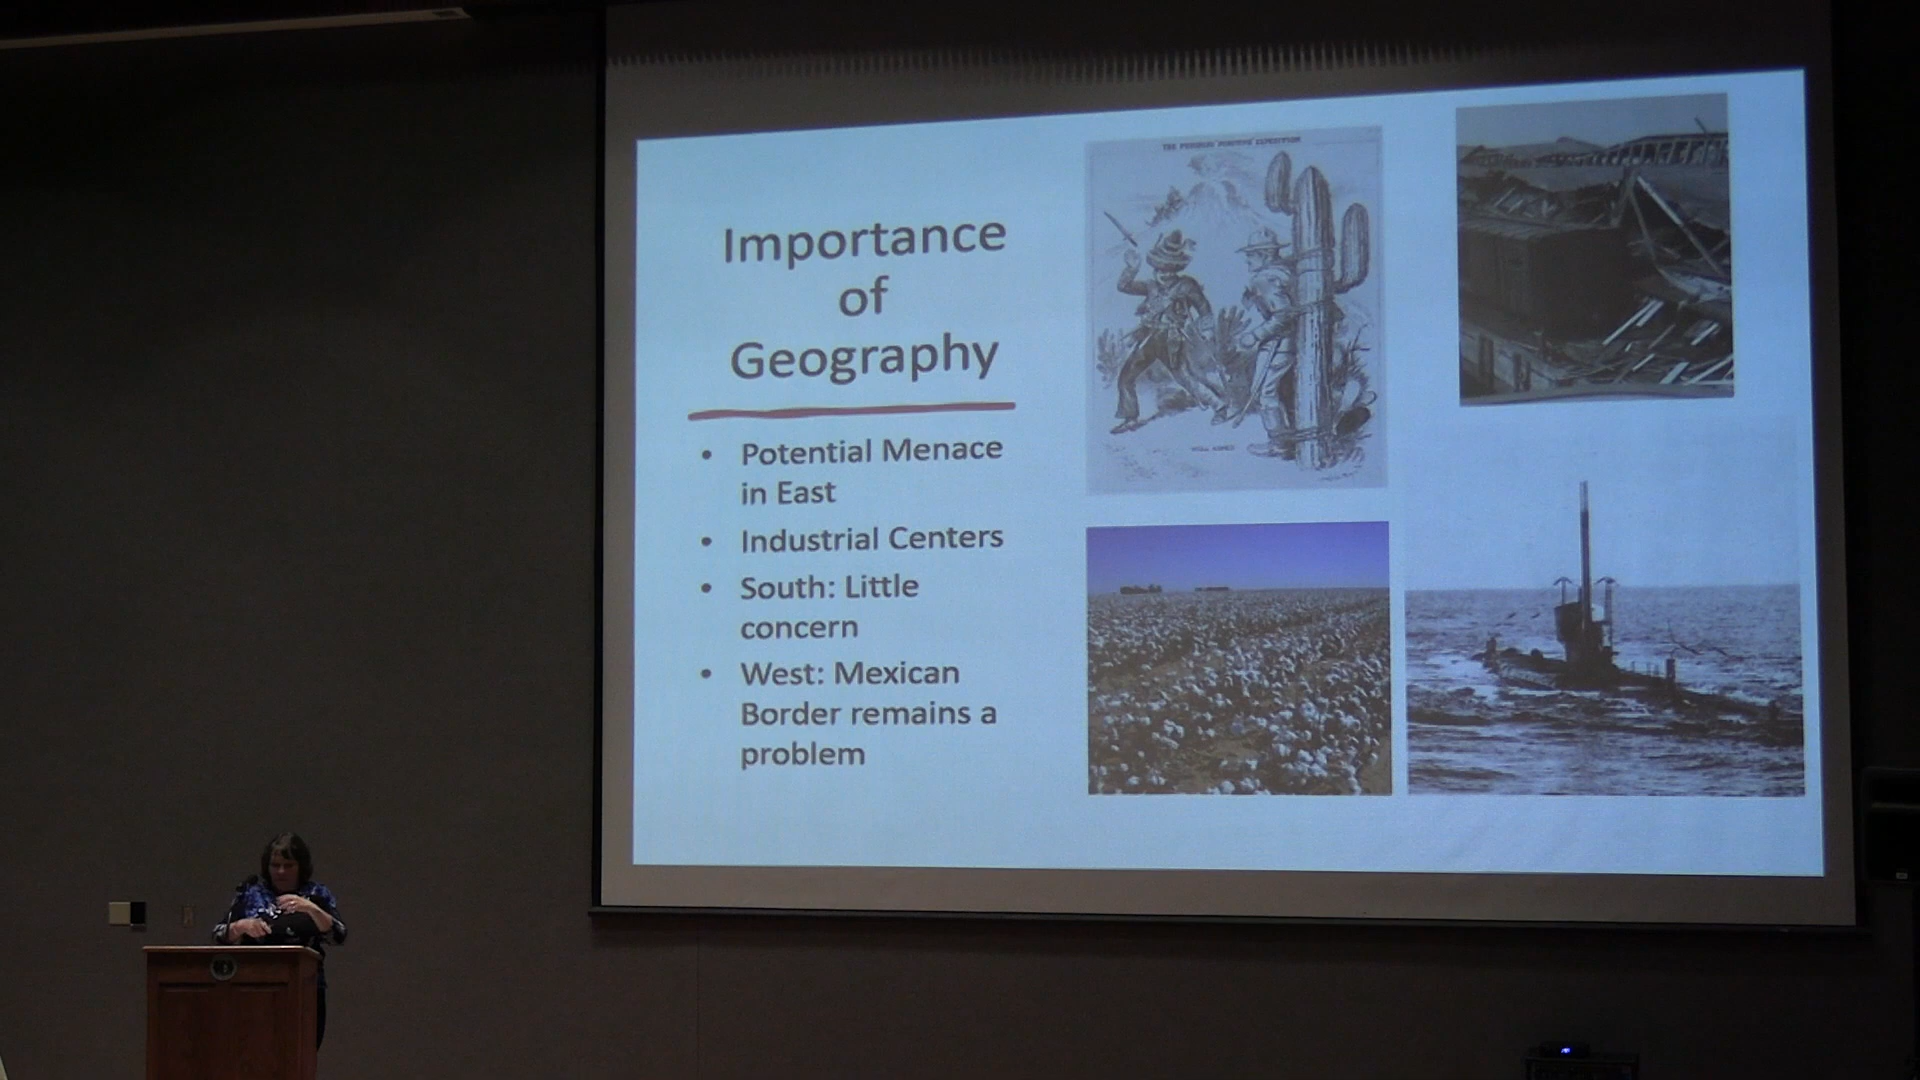 Importance
of
Geography
• Potential Menace
in East
• Industrial Centers
• South: Little
concern
• West: Mexican
Border remains a
problem
THE PERSHING PUNITIVE EXPEDITION